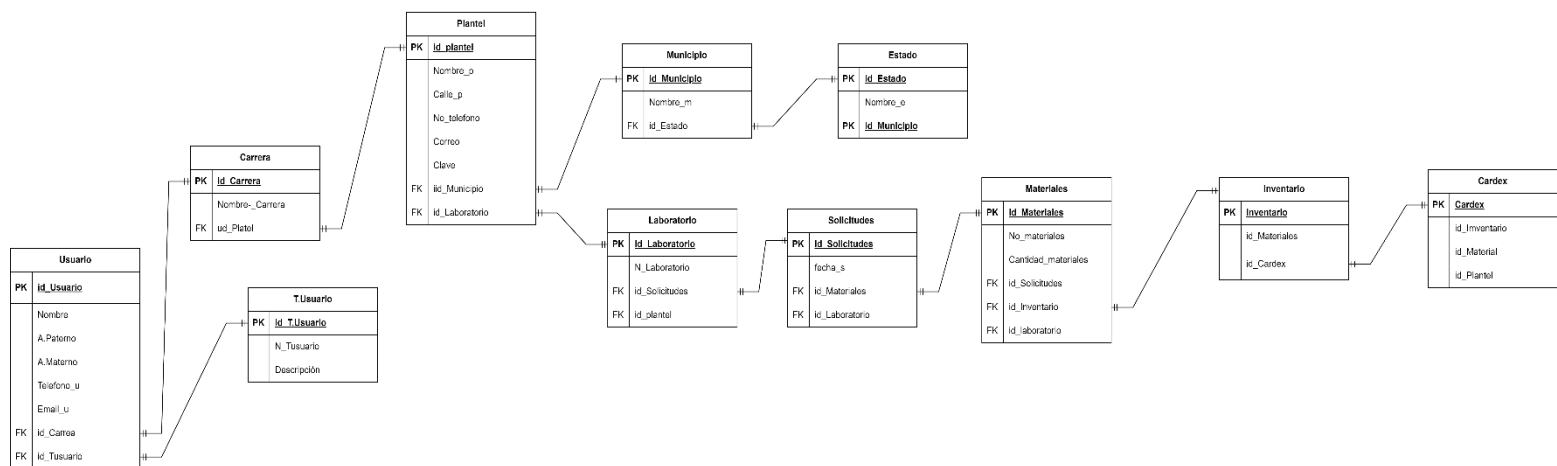 Plantel
PK id_plantel
Nombre_p
Calle_p
No_telefono
Correo
Clave
FK iid_Municipio
FK id_Laboratorio
Municipio
PK id_Municipio
Nombre_m
FK id_Estado
Estado
PK id_Estado
Nombre_e
PK id_Municipio
Carrera
PK id_Carrera
Nombre-_Carrera
FK ud_Platel
Laboratorio
PK Id_Laboratorio
N_Laboratorio
FK id_Solicitudes
FK id_plantel
Solicitudes
PK Id_Solicitudes
fecha_s
FK id_Materiales
FK id_Laboratorio
Materiales
PK Id_Materiales
No_materiales
Cantidad_materiales
FK id_Solicitudes
FK id_Inventario
FK id_laboratorio
Inventario
PK Inventario
id_Materiales
id_Cardex
Cardex
PK Cardex
id_Imventario
id_Material
id_Plantel
Usuario
PK id_Usuario
Nombre
A.Paterno
A.Materno
Telefono_u
Email_u
FK id_Carrea
FK id_Tusuario
T.Usuario
PK id_T.Usuario
N_Tusuario
Descripción